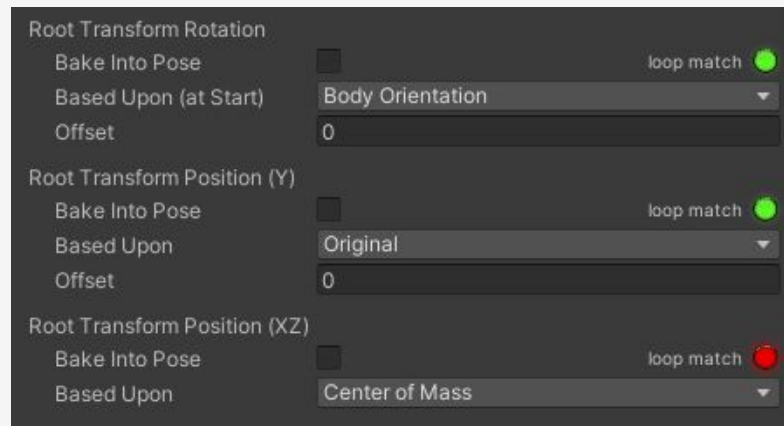 Root Transform Rotation
Bake Into Pose loop match
Based Upon (at Start) Body Orientation
Offset 0
Root Transform Position (Y)
Bake Into Pose loop match
Based Upon Original
Offset 0
Root Transform Position (XZ)
Bake Into Pose loop match
Based Upon Center of Mass